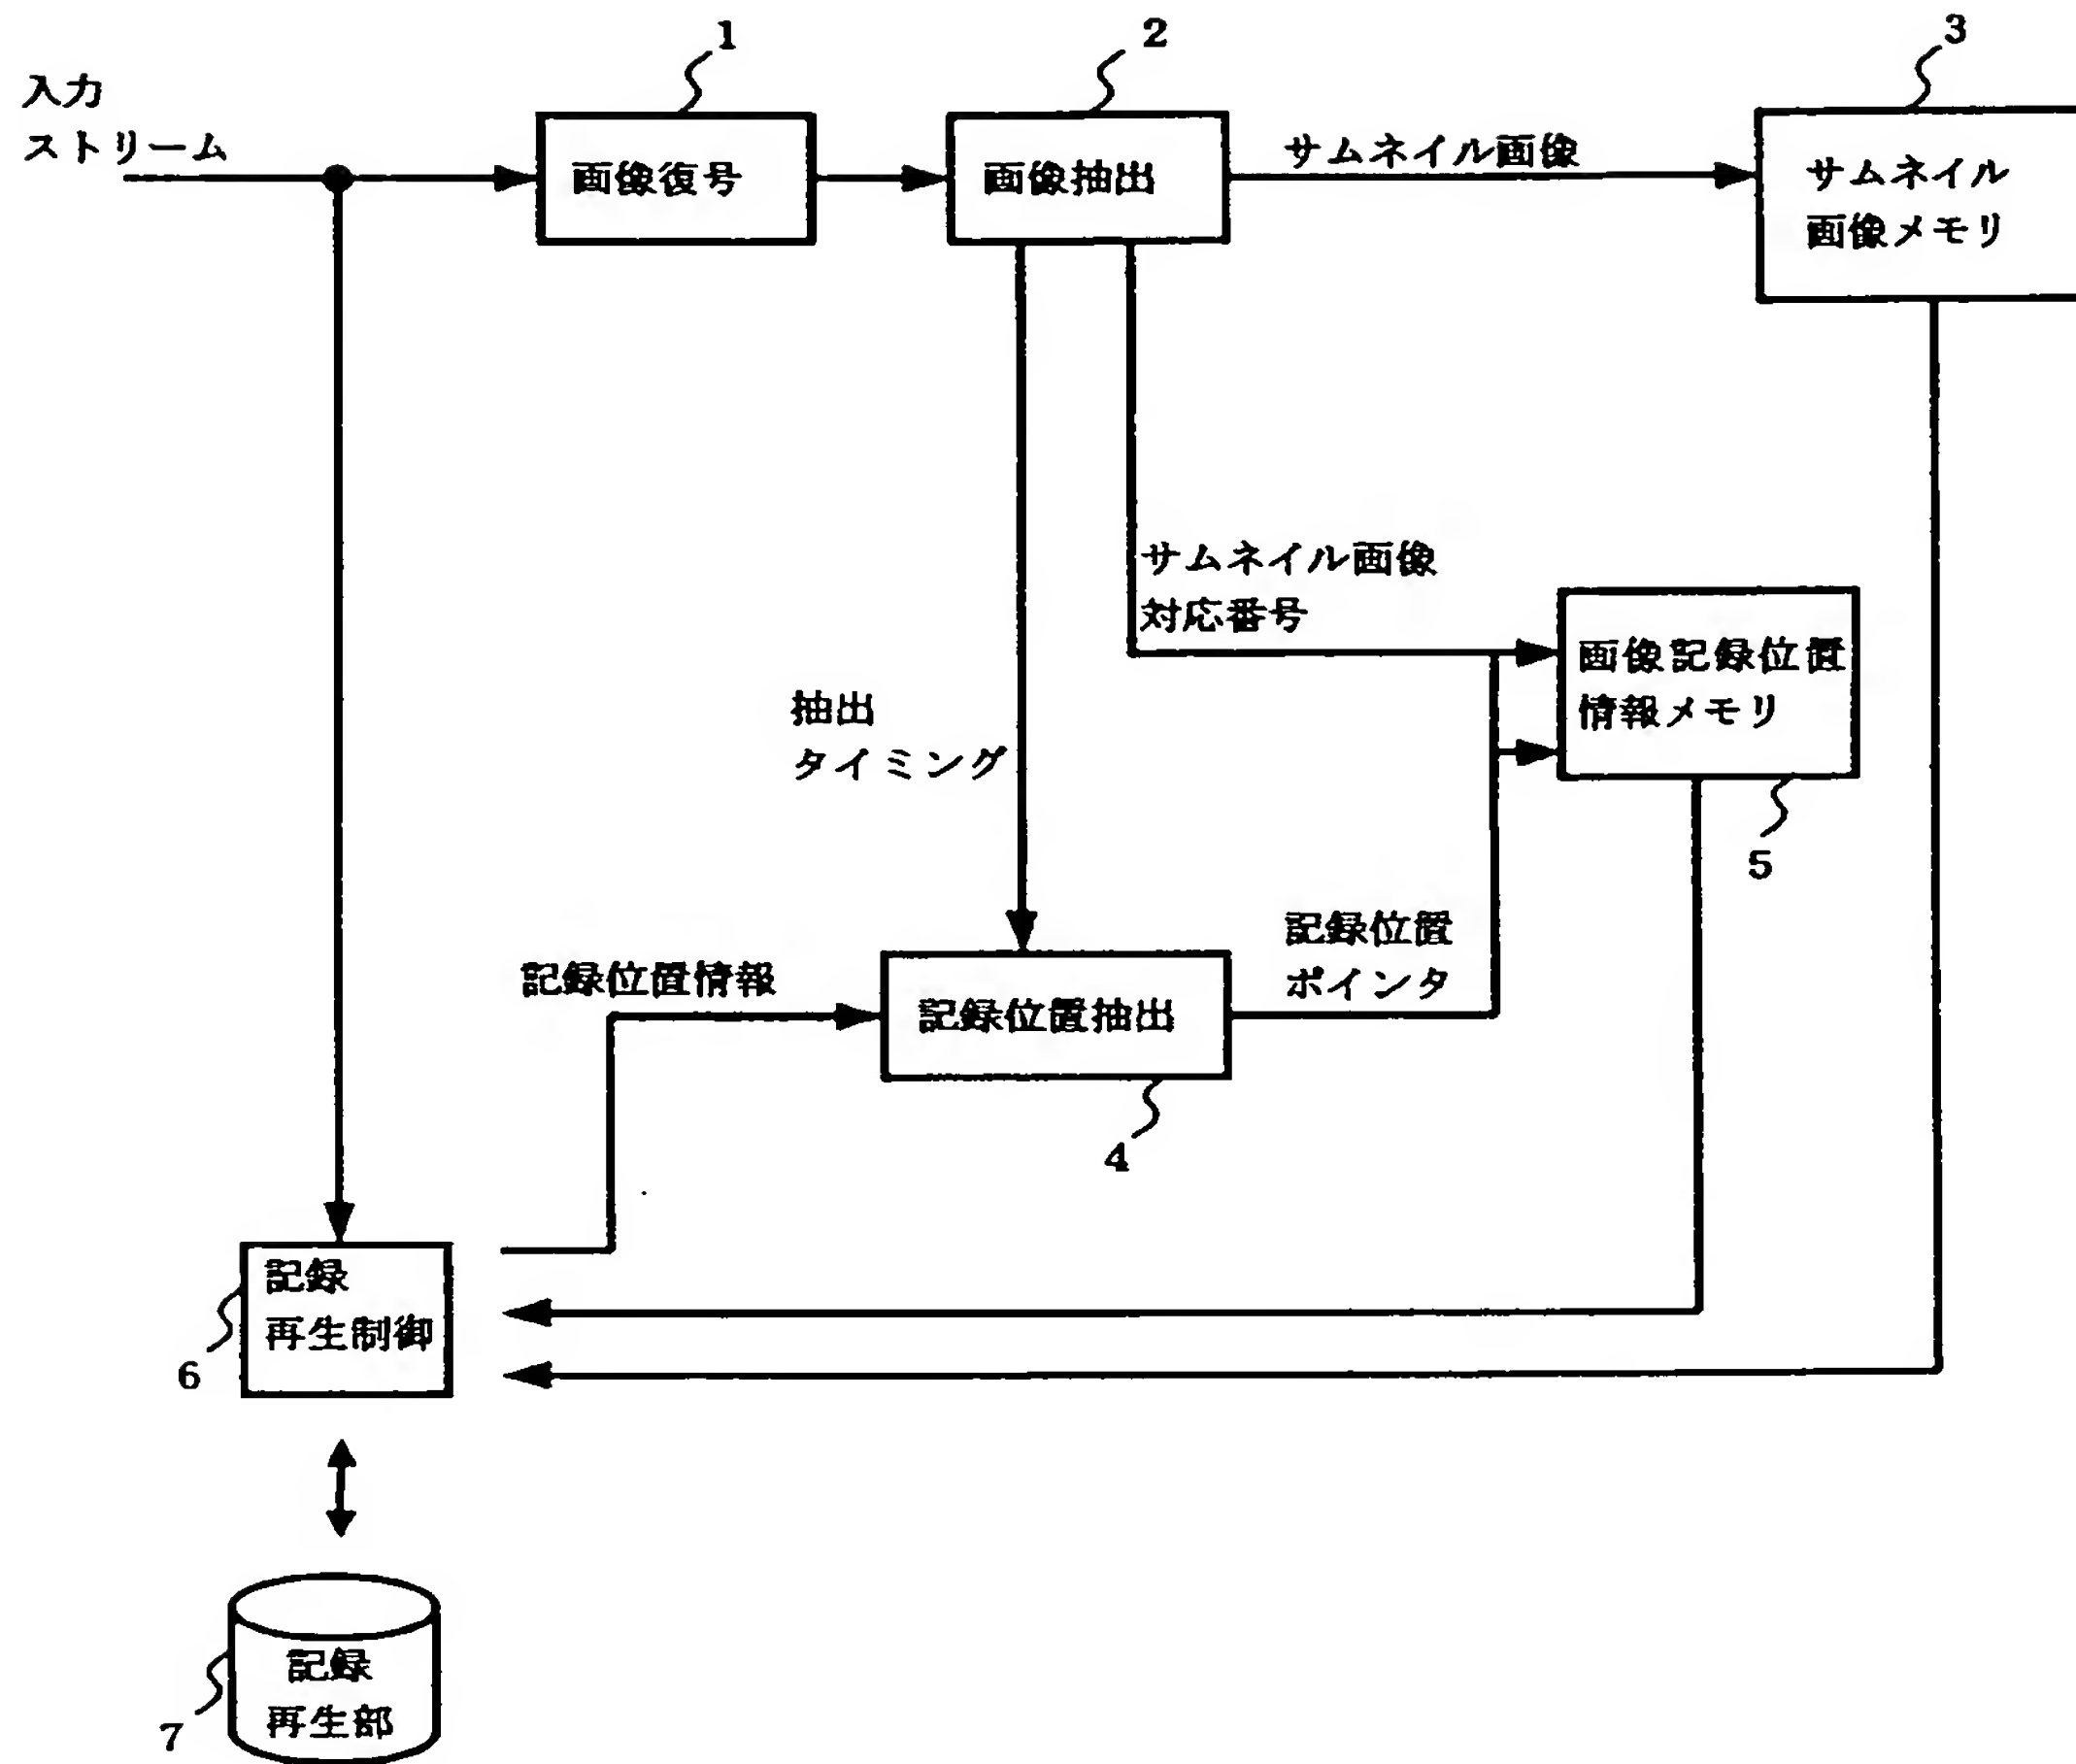 1
2
3
入力
ストリーム
画像復号
画像抽出
サムネイル画像
サムネイル
画像メモリ
サムネイル画像
対応番号
画像記録位置
情報メモリ
抽出
タイミング
5
記録位置情報
記録位置抽出
記録位置
ポインタ
4
記録
再生制御
6
記録
再生部
7